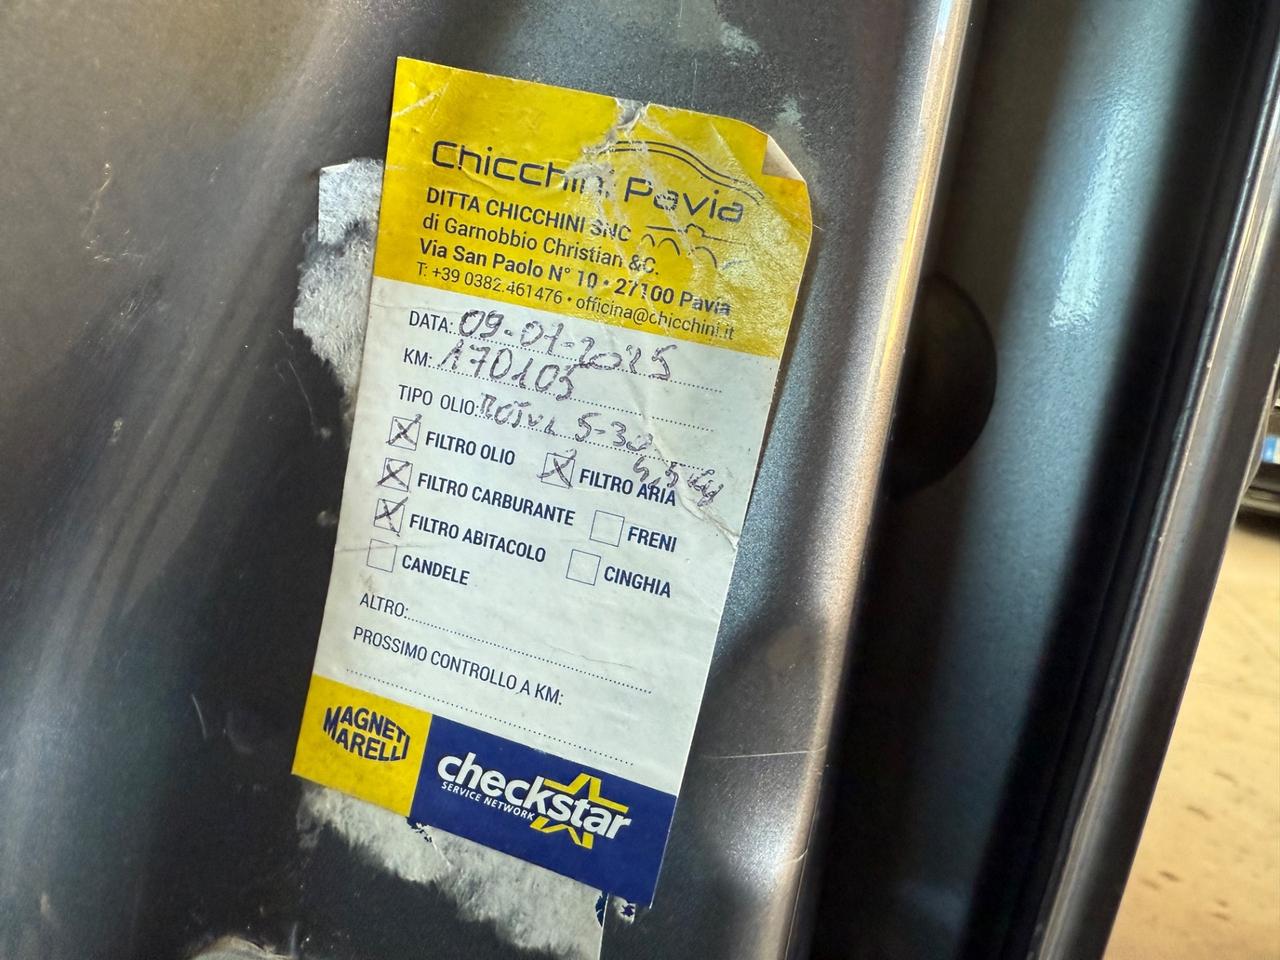 Chicchini Pavia
DITTA CHICCHINI SNC
di Garnobbio Christian &C.
Via San Paolo N° 10 • 27100 Pavia
T: +39 0382.461476 • officina@chicchini.it
DATA: 09-01-2025
KM: 170105
TIPO OLIO: 5-30
FILTRO OLIO
FILTRO ARIA
FILTRO CARBURANTE
FRENI
FILTRO ABITACOLO
CINGHIA
CANDELE
ALTRO:
PROSSIMO CONTROLLO A KM:
MAGNETI
MARELLI
checkstar
SERVICE NETWORK